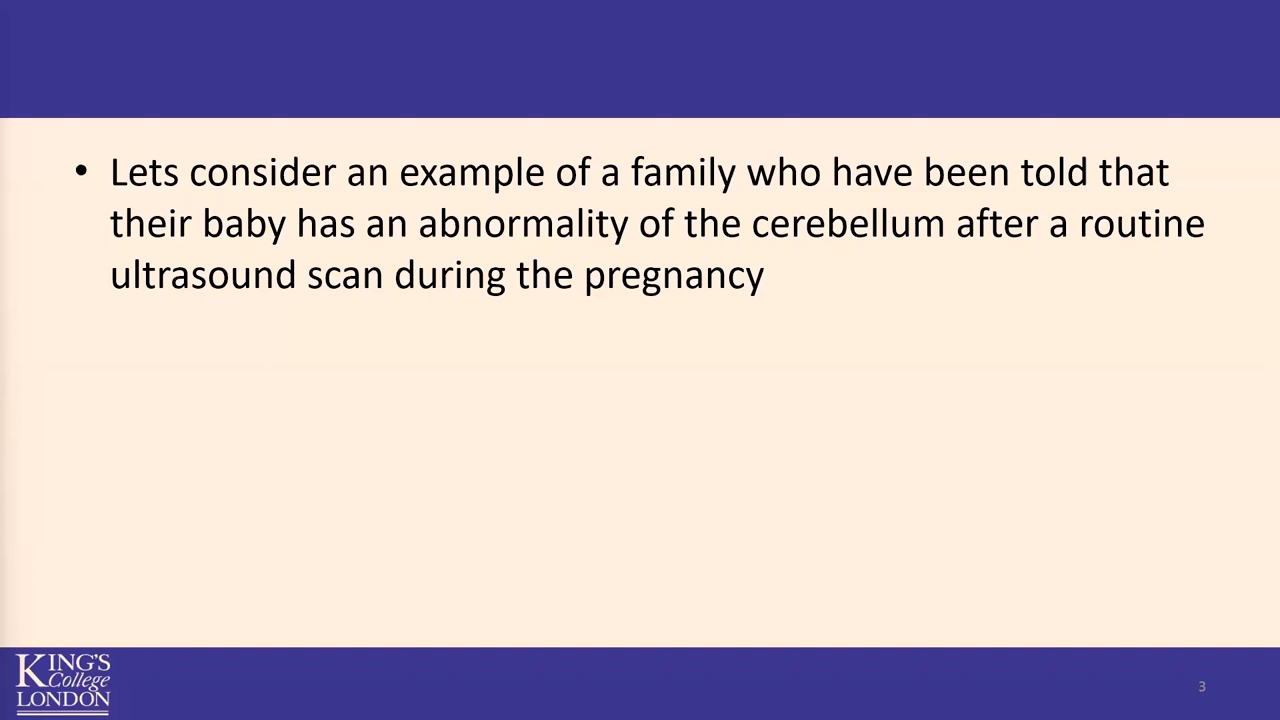 • Lets consider an example of a family who have been told that
their baby has an abnormality of the cerebellum after a routine
ultrasound scan during the pregnancy
KING'S
College
LONDON
3